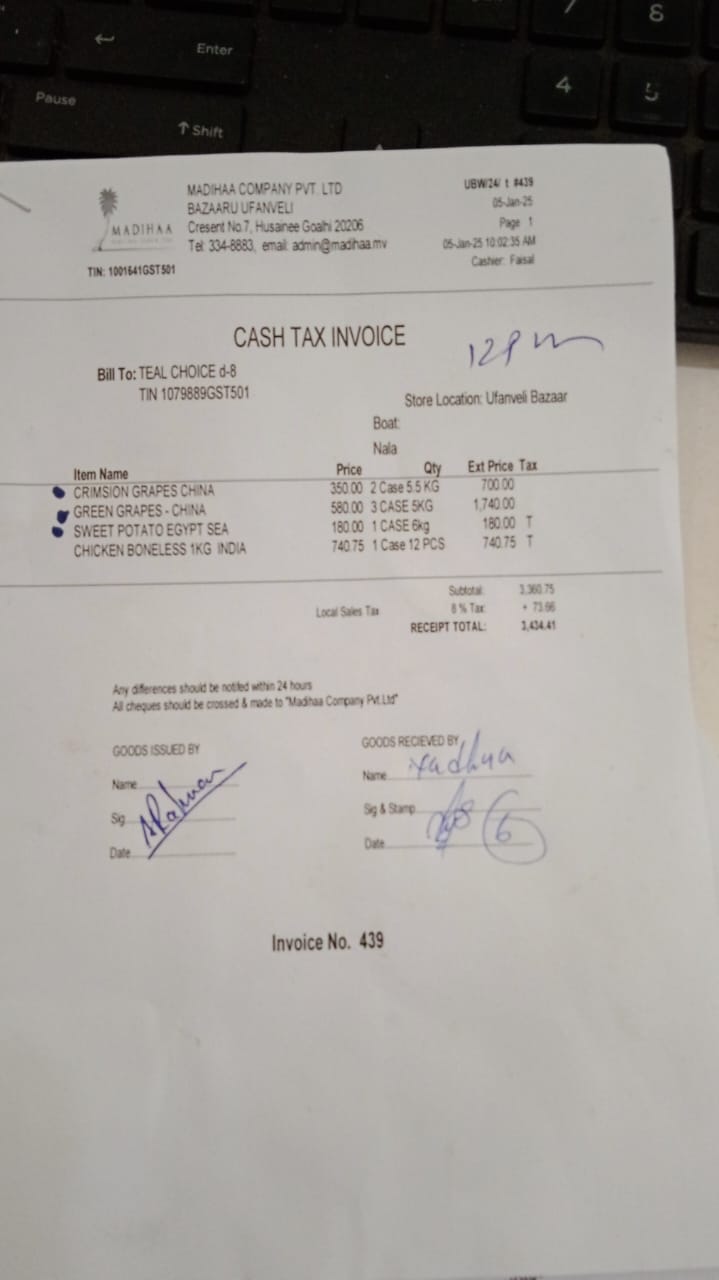 7
8
Enter
4
5
Pause
Shift
MADIHAA COMPANY PVT. LTD
BAZAARU UFANVELI
Cresent No.7, Husainee Goalhi 20206
Tel: 334-8883, email: admin@madihaa.mv
MADIHAA
TIN: 1001641GST501
UBW/24/ t #439
05-Jan-25
Page 1
05-Jan-25 10:02:35 AM
Cashier: Faisal
CASH TAX INVOICE
Bill To: TEAL CHOICE d-8
TIN 1079889GST501
Store Location: Ufanveli Bazaar
Boat:
Nala
Item Name Price Qty Ext Price Tax
CRIMSION GRAPES CHINA 350.00 2 Case 5.5 KG 700.00
GREEN GRAPES - CHINA 580.00 3 CASE 5KG 1,740.00
SWEET POTATO EGYPT SEA 180.00 1 CASE 6kg 180.00 T
CHICKEN BONELESS 1KG INDIA 740.75 1 Case 12 PCS 740.75 T
Subtotal: 3,360.75
Local Sales Tax 8 % Tax: + 73.66
RECEIPT TOTAL: 3,434.41
Any differences should be notifed within 24 hours
All cheques should be crossed & made to "Madihaa Company Pvt.Ltd"
GOODS ISSUED BY
Name
Sig
Date
GOODS RECIEVED BY
Name
Sig & Stamp
Date
6
Invoice No. 439